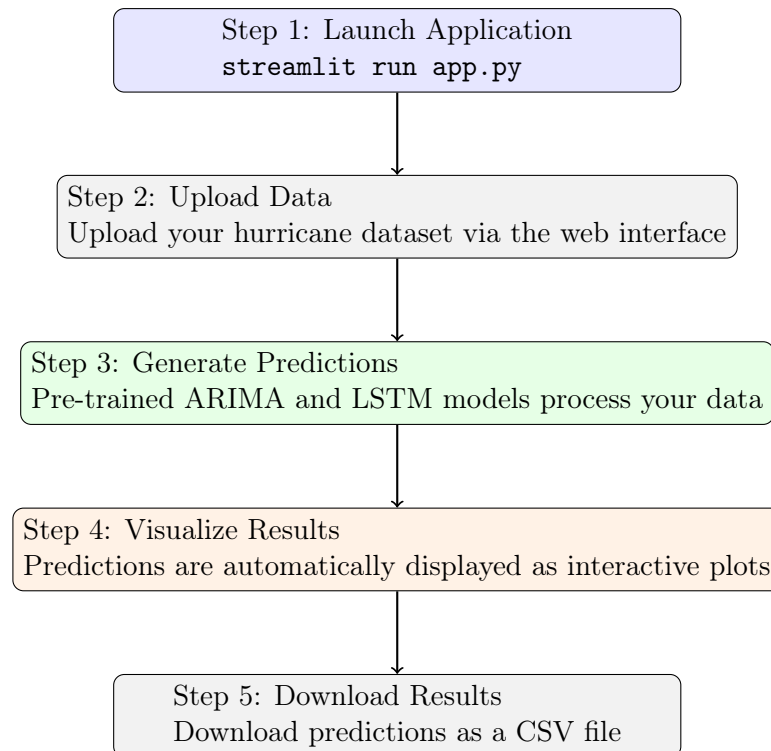 Step 1: Launch Application
streamlit run app.py
Step 2: Upload Data
Upload your hurricane dataset via the web interface
Step 3: Generate Predictions
Pre-trained ARIMA and LSTM models process your data
Step 4: Visualize Results
Predictions are automatically displayed as interactive plots
Step 5: Download Results
Download predictions as a CSV file